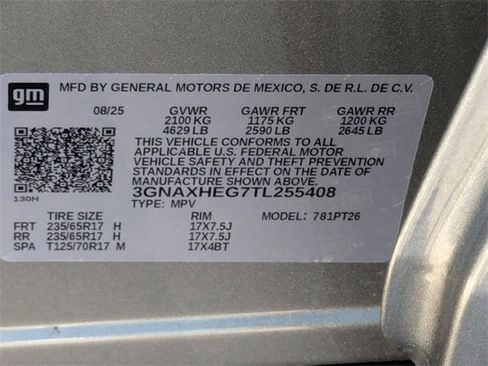 gm MFD BY GENERAL MOTORS DE MEXICO, S. DE R.L. DE C.V.
08/25 GVWR GAWR FRT GAWR RR
2100 KG 1175 KG 1200 KG
4629 LB 2590 LB 2645 LB
THIS VEHICLE CONFORMS TO ALL
APPLICABLE U.S. FEDERAL MOTOR
VEHICLE SAFETY AND THEFT PREVENTION
STANDARDS IN EFFECT ON THE DATE OF
MANUFACTURE SHOWN ABOVE.
3GNAXHEG7TL255408
130H TYPE: MPV MODEL: 781PT26
TIRE SIZE RIM
FRT 235/65R17 H 17X7.5J
RR 235/65R17 H 17X7.5J
SPA T125/70R17 M 17X4BT